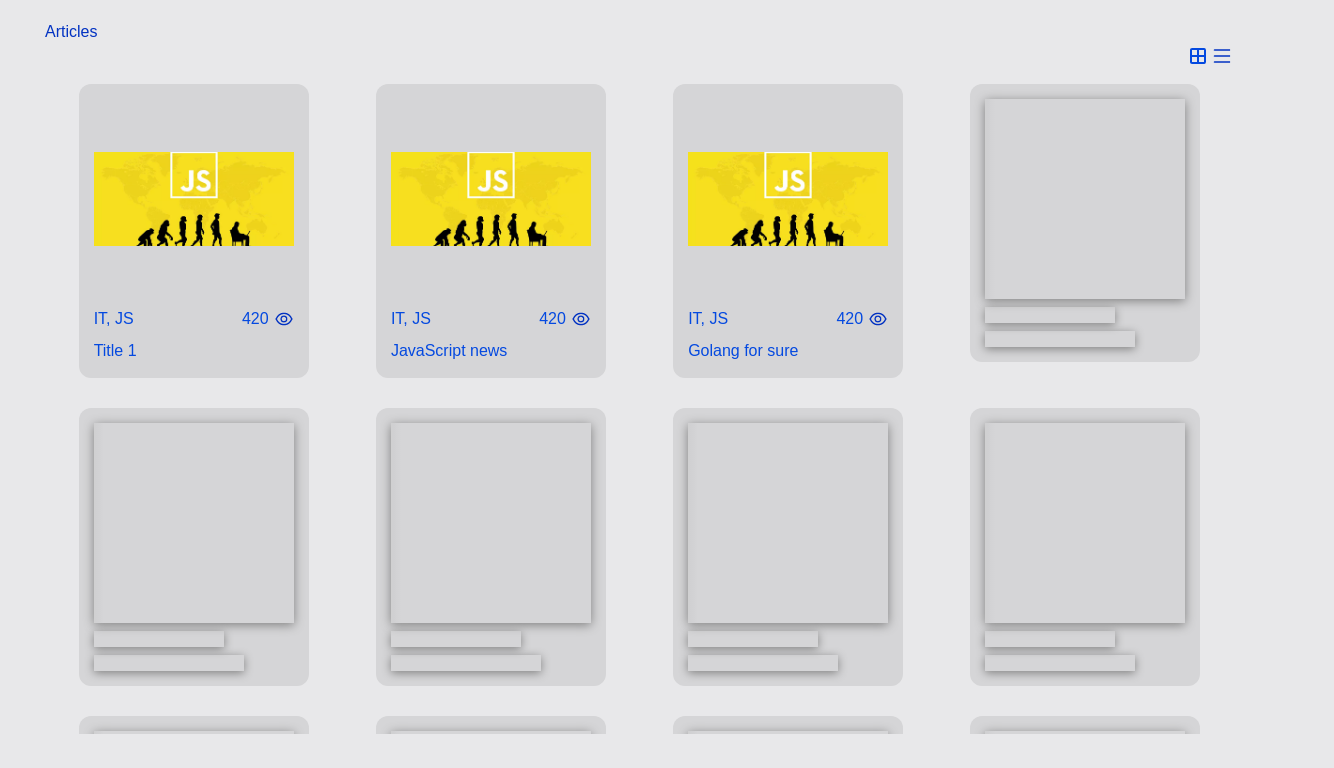 Articles
JS
JS
JS
IT, JS 420
IT, JS 420
IT, JS 420
Title 1
JavaScript news
Golang for sure